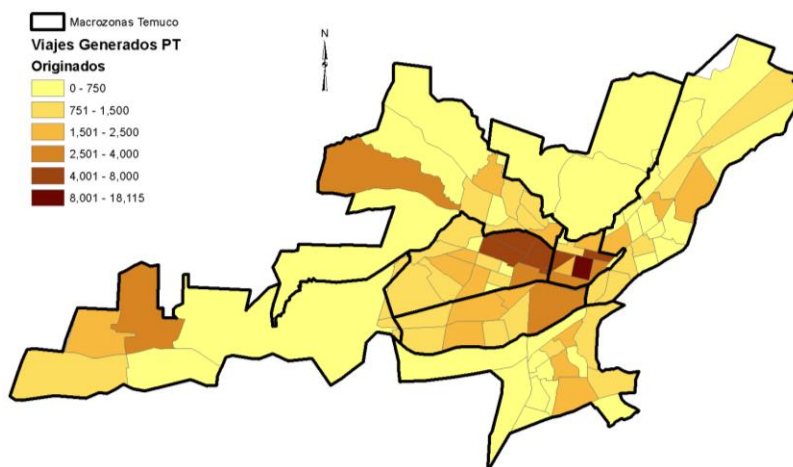 Macrozonas Temuco
Viajes Generados PT
Originados
0 - 750
751 - 1,500
1,501 - 2,500
2,501 - 4,000
4,001 - 8,000
8,001 - 18,115
N